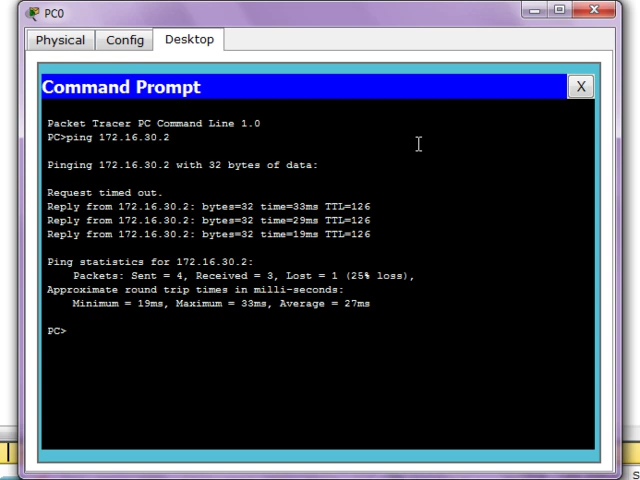 PC0
Physical Config Desktop
Command Prompt X
Packet Tracer PC Command Line 1.0
PC>ping 172.16.30.2
Pinging 172.16.30.2 with 32 bytes of data:
Request timed out.
Reply from 172.16.30.2: bytes=32 time=33ms TTL=126
Reply from 172.16.30.2: bytes=32 time=29ms TTL=126
Reply from 172.16.30.2: bytes=32 time=19ms TTL=126
Ping statistics for 172.16.30.2:
Packets: Sent = 4, Received = 3, Lost = 1 (25% loss),
Approximate round trip times in milli-seconds:
Minimum = 19ms, Maximum = 33ms, Average = 27ms
PC>